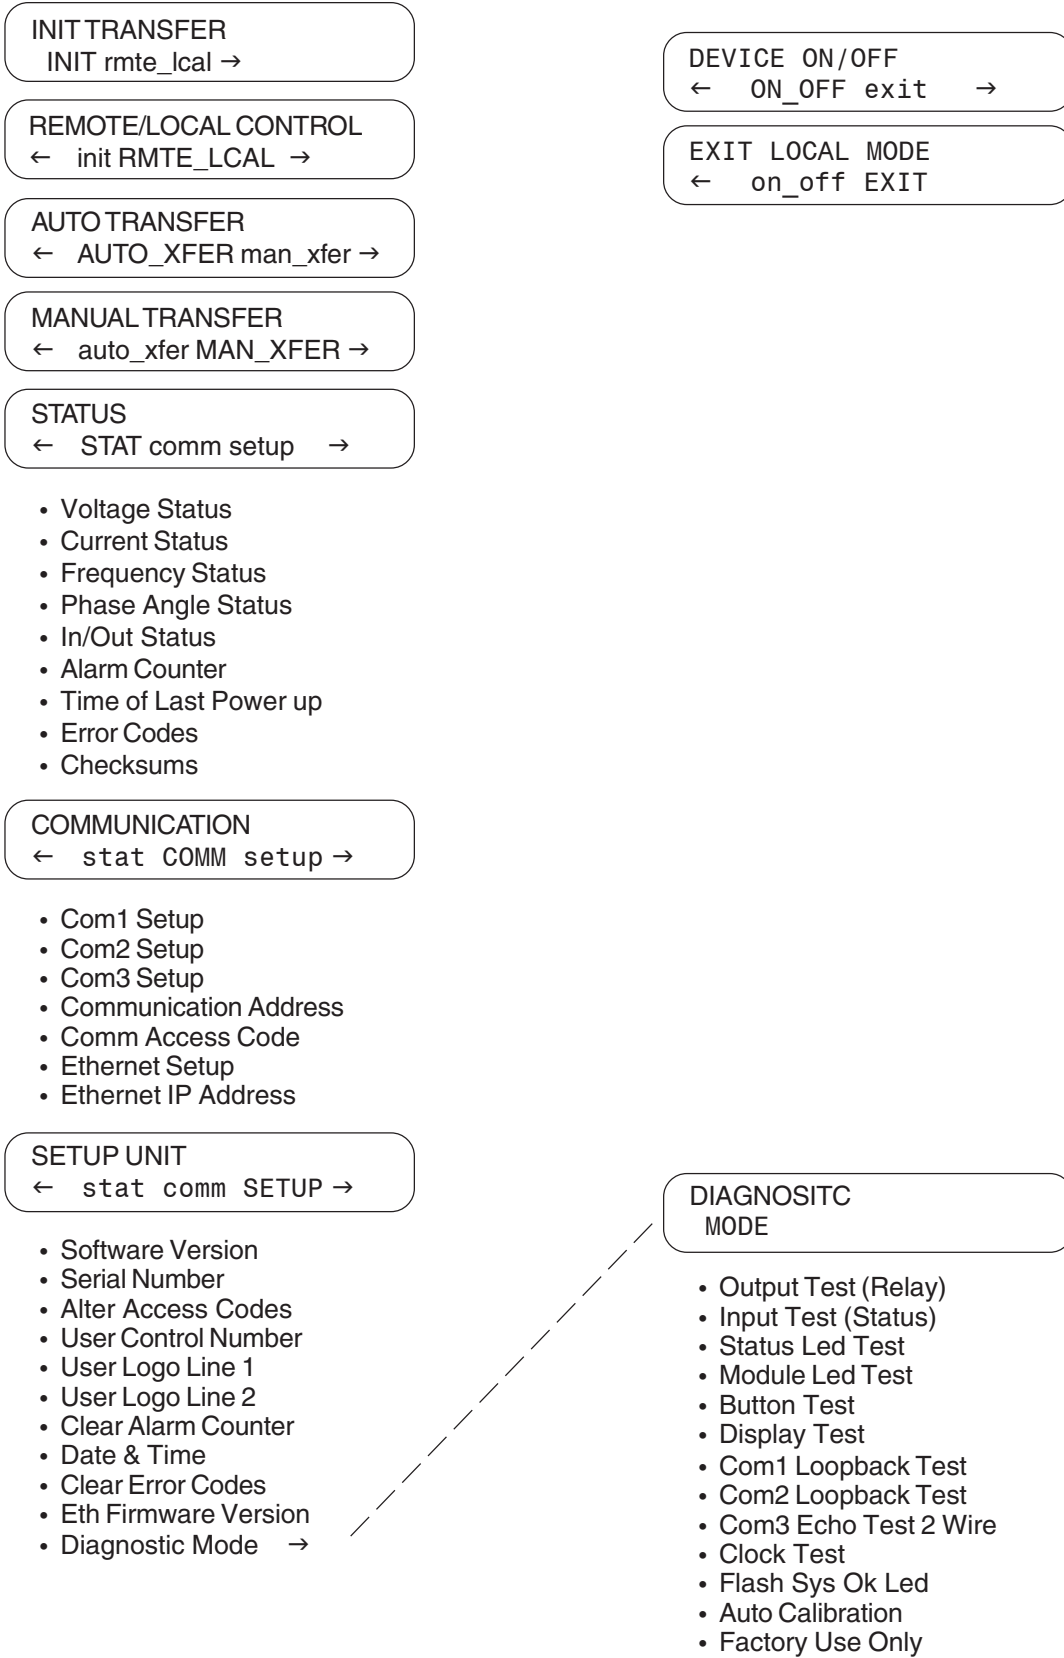 INIT TRANSFER
INIT rmte_lcal →
REMOTE/LOCAL CONTROL
← init RMTE_LCAL →
AUTO TRANSFER
← AUTO_XFER man_xfer →
MANUAL TRANSFER
← auto_xfer MAN_XFER →
STATUS
← STAT comm setup →
• Voltage Status
• Current Status
• Frequency Status
• Phase Angle Status
• In/Out Status
• Alarm Counter
• Time of Last Power up
• Error Codes
• Checksums
COMMUNICATION
← stat COMM setup →
• Com1 Setup
• Com2 Setup
• Com3 Setup
• Communication Address
• Comm Access Code
• Ethernet Setup
• Ethernet IP Address
SETUP UNIT
← stat comm SETUP →
• Software Version
• Serial Number
• Alter Access Codes
• User Control Number
• User Logo Line 1
• User Logo Line 2
• Clear Alarm Counter
• Date & Time
• Clear Error Codes
• Eth Firmware Version
• Diagnostic Mode →
DEVICE ON/OFF
← ON_OFF exit →
EXIT LOCAL MODE
← on_off EXIT
DIAGNOSITC
MODE
• Output Test (Relay)
• Input Test (Status)
• Status Led Test
• Module Led Test
• Button Test
• Display Test
• Com1 Loopback Test
• Com2 Loopback Test
• Com3 Echo Test 2 Wire
• Clock Test
• Flash Sys Ok Led
• Auto Calibration
• Factory Use Only